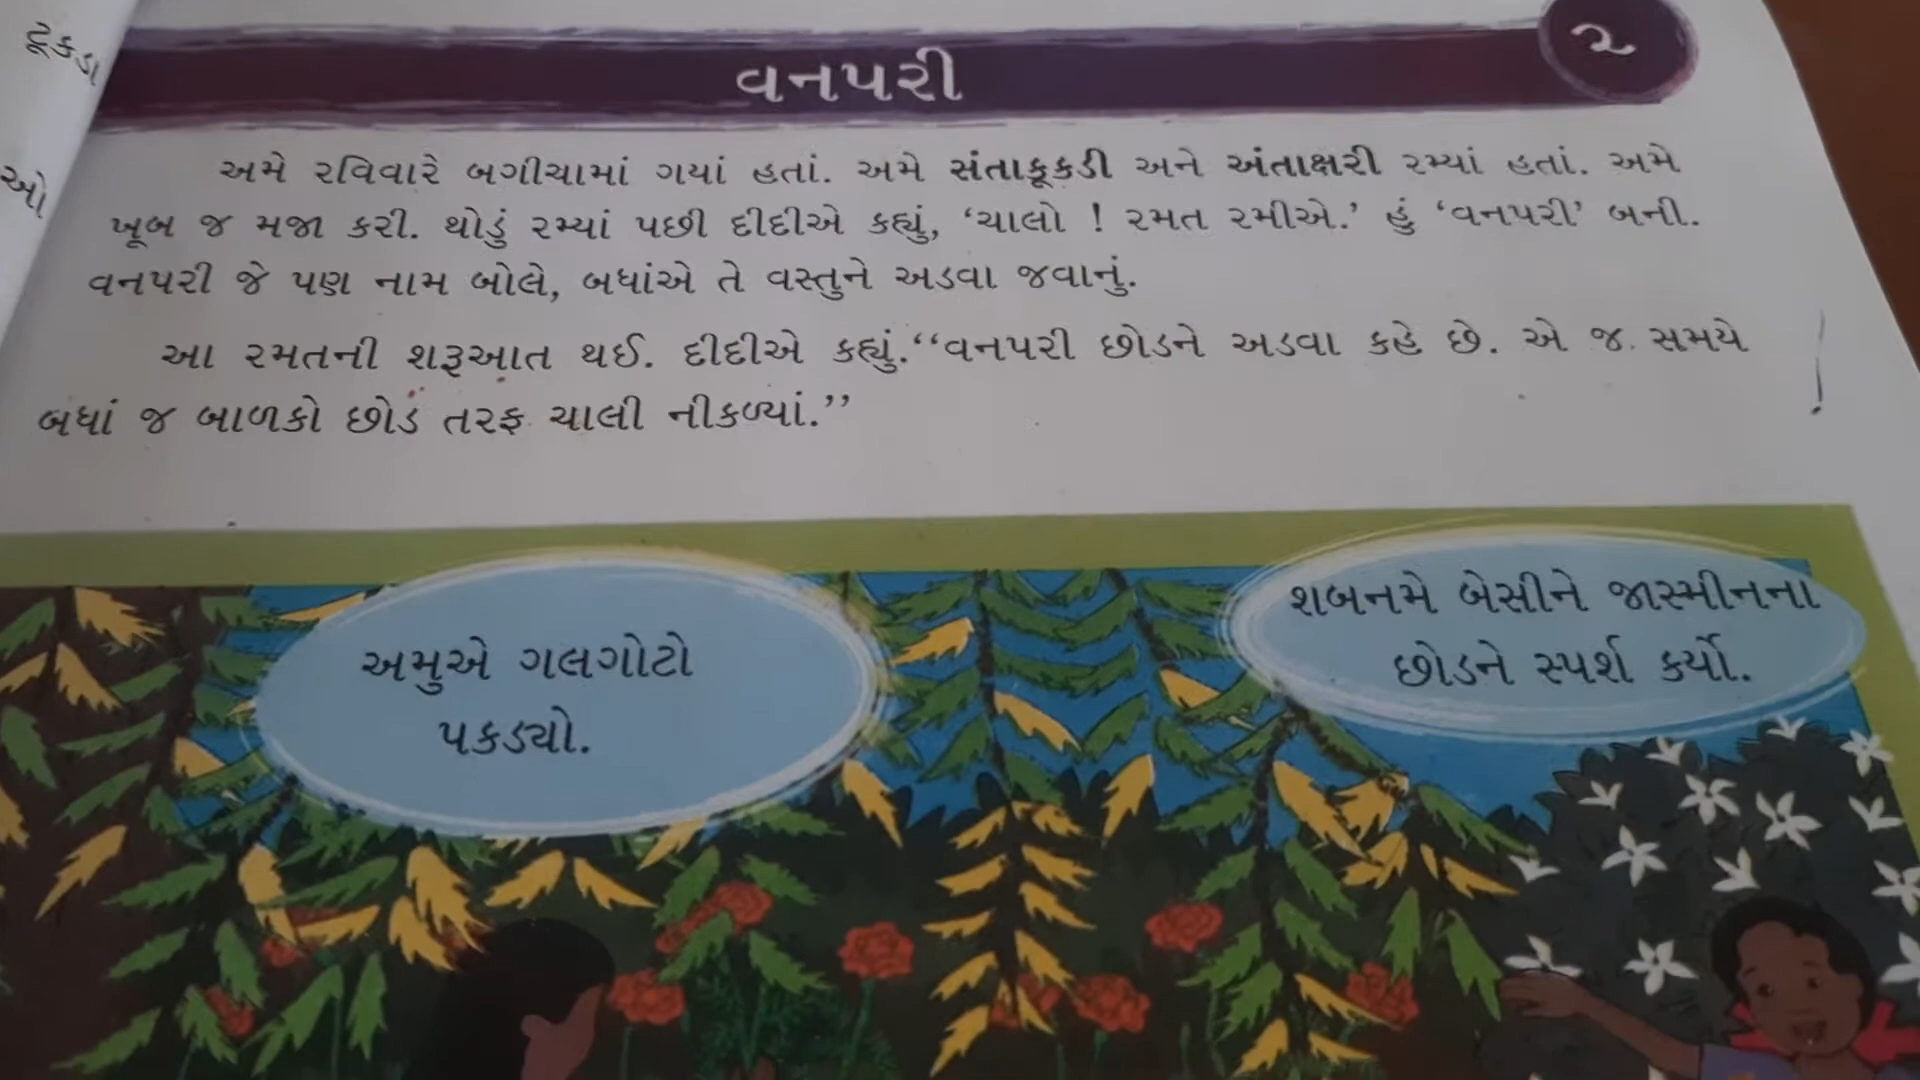 ટૂકડા
ઓ
વનપરી
૨
અમે રવિવારે બગીચામાં ગયાં હતાં. અમે સંતાકૂકડી અને અંતાક્ષરી રમ્યાં હતાં. અમે
ખૂબ જ મજા કરી. થોડું રમ્યાં પછી દીદીએ કહ્યું, ‘ચાલો ! રમત રમીએ.’ હું ‘વનપરી’ બની.
વનપરી જે પણ નામ બોલે, બધાંએ તે વસ્તુને અડવા જવાનું.
આ રમતની શરૂઆત થઈ. દીદીએ કહ્યું.‘‘વનપરી છોડને અડવા કહે છે. એ જ સમયે
બધાં જ બાળકો છોડ તરફ ચાલી નીકળ્યાં.’’
અમુએ ગલગોટો
પકડ્યો.
શબનમે બેસીને જાસ્મીનના
છોડને સ્પર્શ કર્યો.